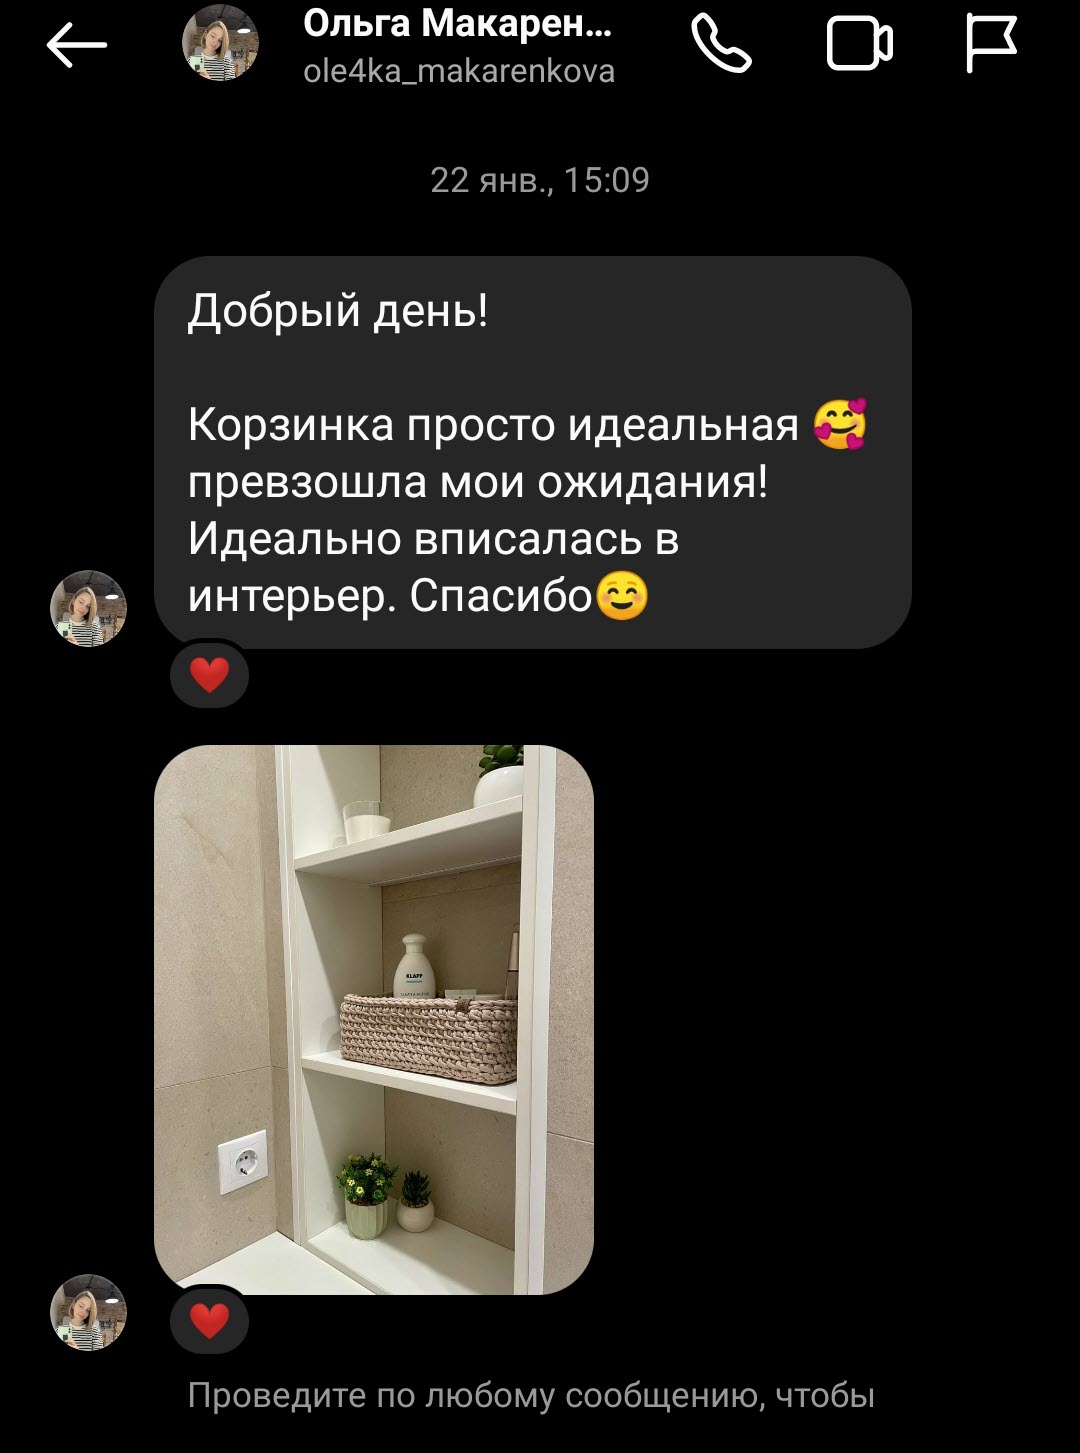 Ольга Макарен...
ole4ka_makarenkova
22 янв., 15:09
Добрый день!
Корзинка просто идеальная 🥰
превзошла мои ожидания!
Идеально вписалась в
интерьер. Спасибо☺️
KLAPP
Проведите по любому сообщению, чтобы